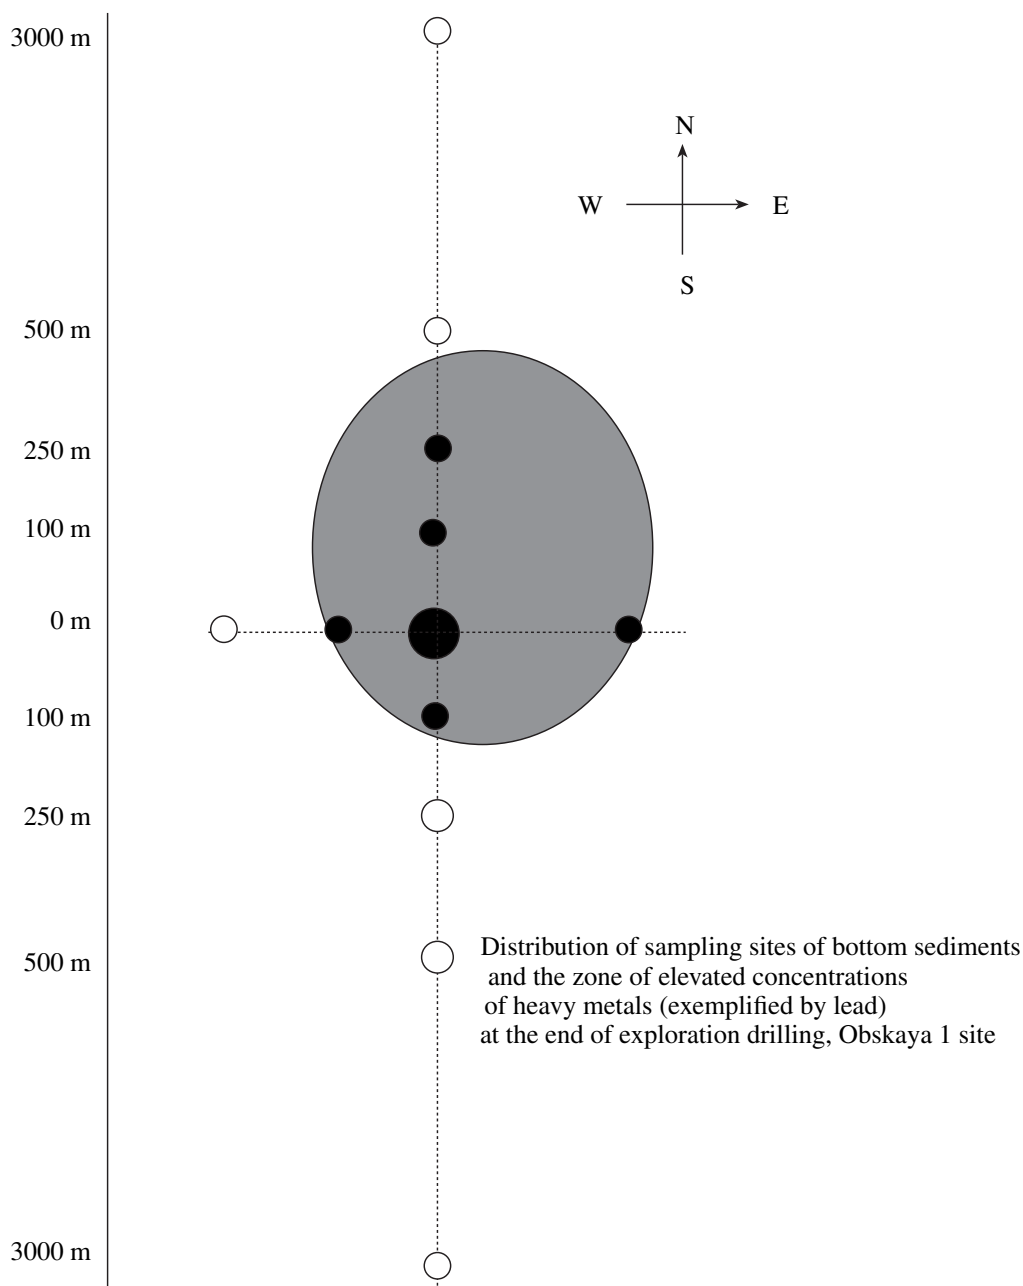 3000 m
N
W
E
S
500 m
250 m
100 m
0 m
100 m
250 m
500 m
Distribution of sampling sites of bottom sediments
and the zone of elevated concentrations
of heavy metals (exemplified by lead)
at the end of exploration drilling, Obskaya 1 site
3000 m